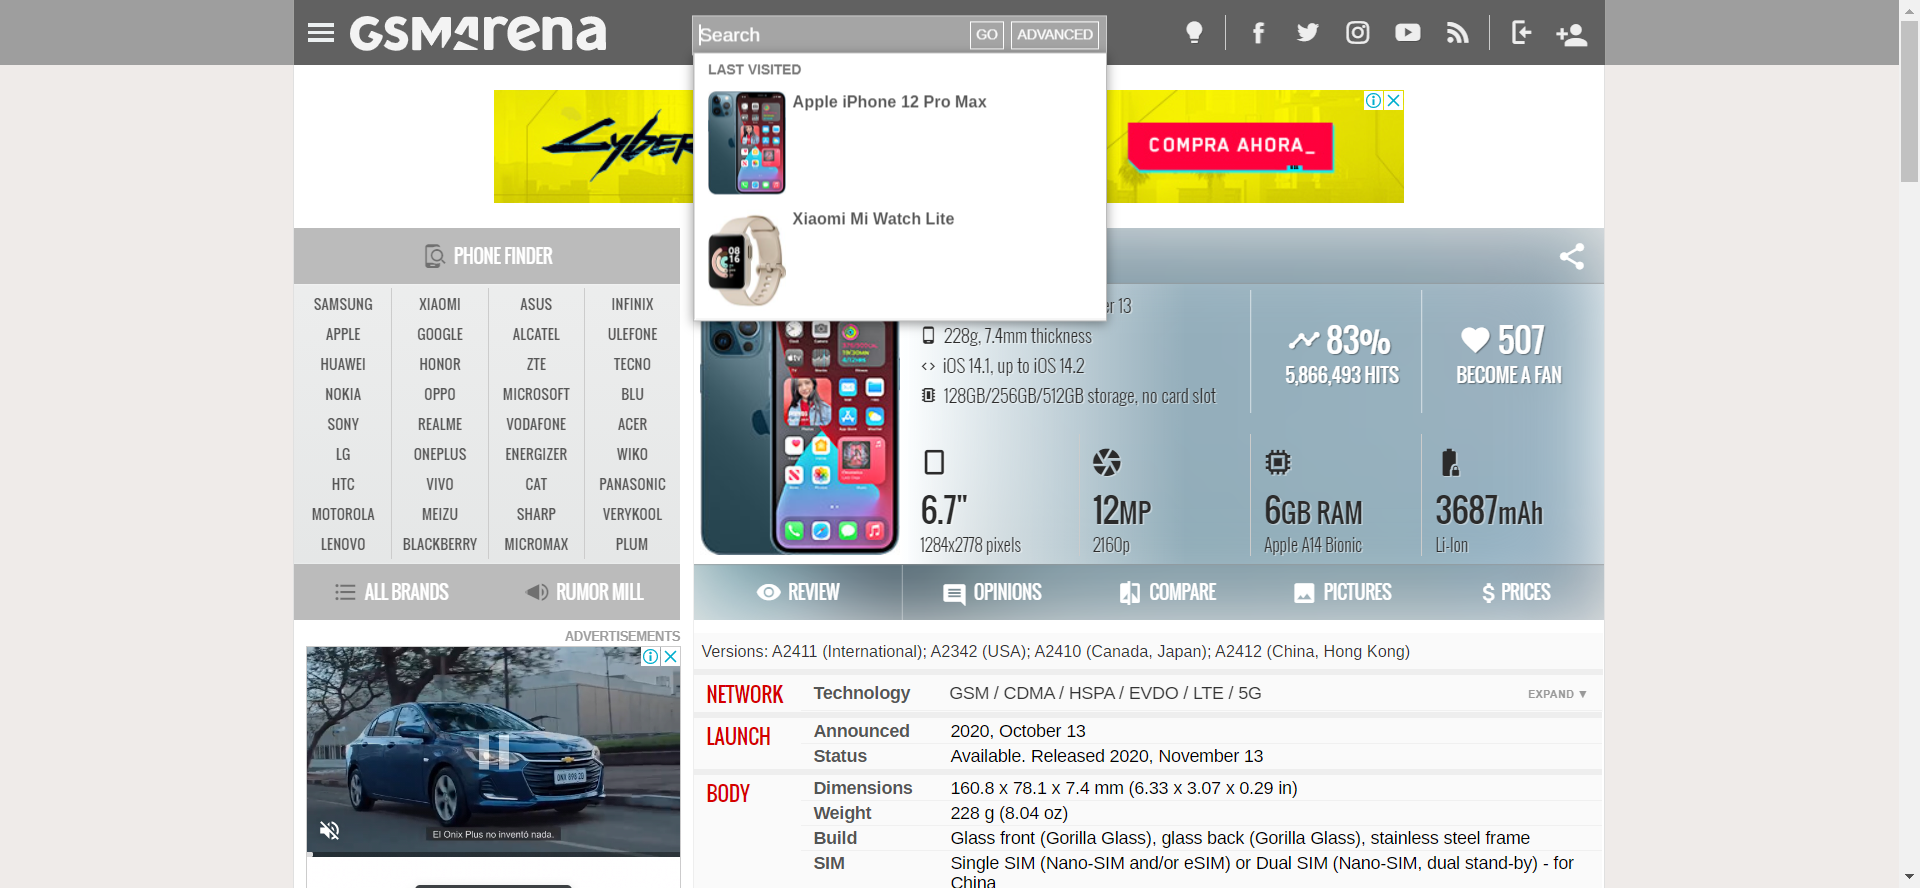 GSMArena
Search
GO
ADVANCED
LAST VISITED
Apple iPhone 12 Pro Max
Xiaomi Mi Watch Lite
CYBER
COMPRA AHORA_
PHONE FINDER
SAMSUNG XIAOMI ASUS INFINIX
APPLE GOOGLE ALCATEL ULEFONE
HUAWEI HONOR ZTE TECNO
NOKIA OPPO MICROSOFT BLU
SONY REALME VODAFONE ACER
LG ONEPLUS ENERGIZER WIKO
HTC VIVO CAT PANASONIC
MOTOROLA MEIZU SHARP VERYKOOL
LENOVO BLACKBERRY MICROMAX PLUM
ALL BRANDS RUMOR MILL
er 13
228g, 7.4mm thickness
iOS 14.1, up to iOS 14.2
128GB/256GB/512GB storage, no card slot
83%
5,866,493 HITS
507
BECOME A FAN
6.7"
1284x2778 pixels
12MP
2160p
6GB RAM
Apple A14 Bionic
3687mAh
Li-Ion
REVIEW OPINIONS COMPARE PICTURES $ PRICES
ADVERTISEMENTS
El Onix Plus no inventó nada.
Versions: A2411 (International); A2342 (USA); A2410 (Canada, Japan); A2412 (China, Hong Kong)
NETWORK Technology GSM / CDMA / HSPA / EVDO / LTE / 5G EXPAND ▼
LAUNCH Announced 2020, October 13
Status Available. Released 2020, November 13
BODY Dimensions 160.8 x 78.1 x 7.4 mm (6.33 x 3.07 x 0.29 in)
Weight 228 g (8.04 oz)
Build Glass front (Gorilla Glass), glass back (Gorilla Glass), stainless steel frame
SIM Single SIM (Nano-SIM and/or eSIM) or Dual SIM (Nano-SIM, dual stand-by) - for
China